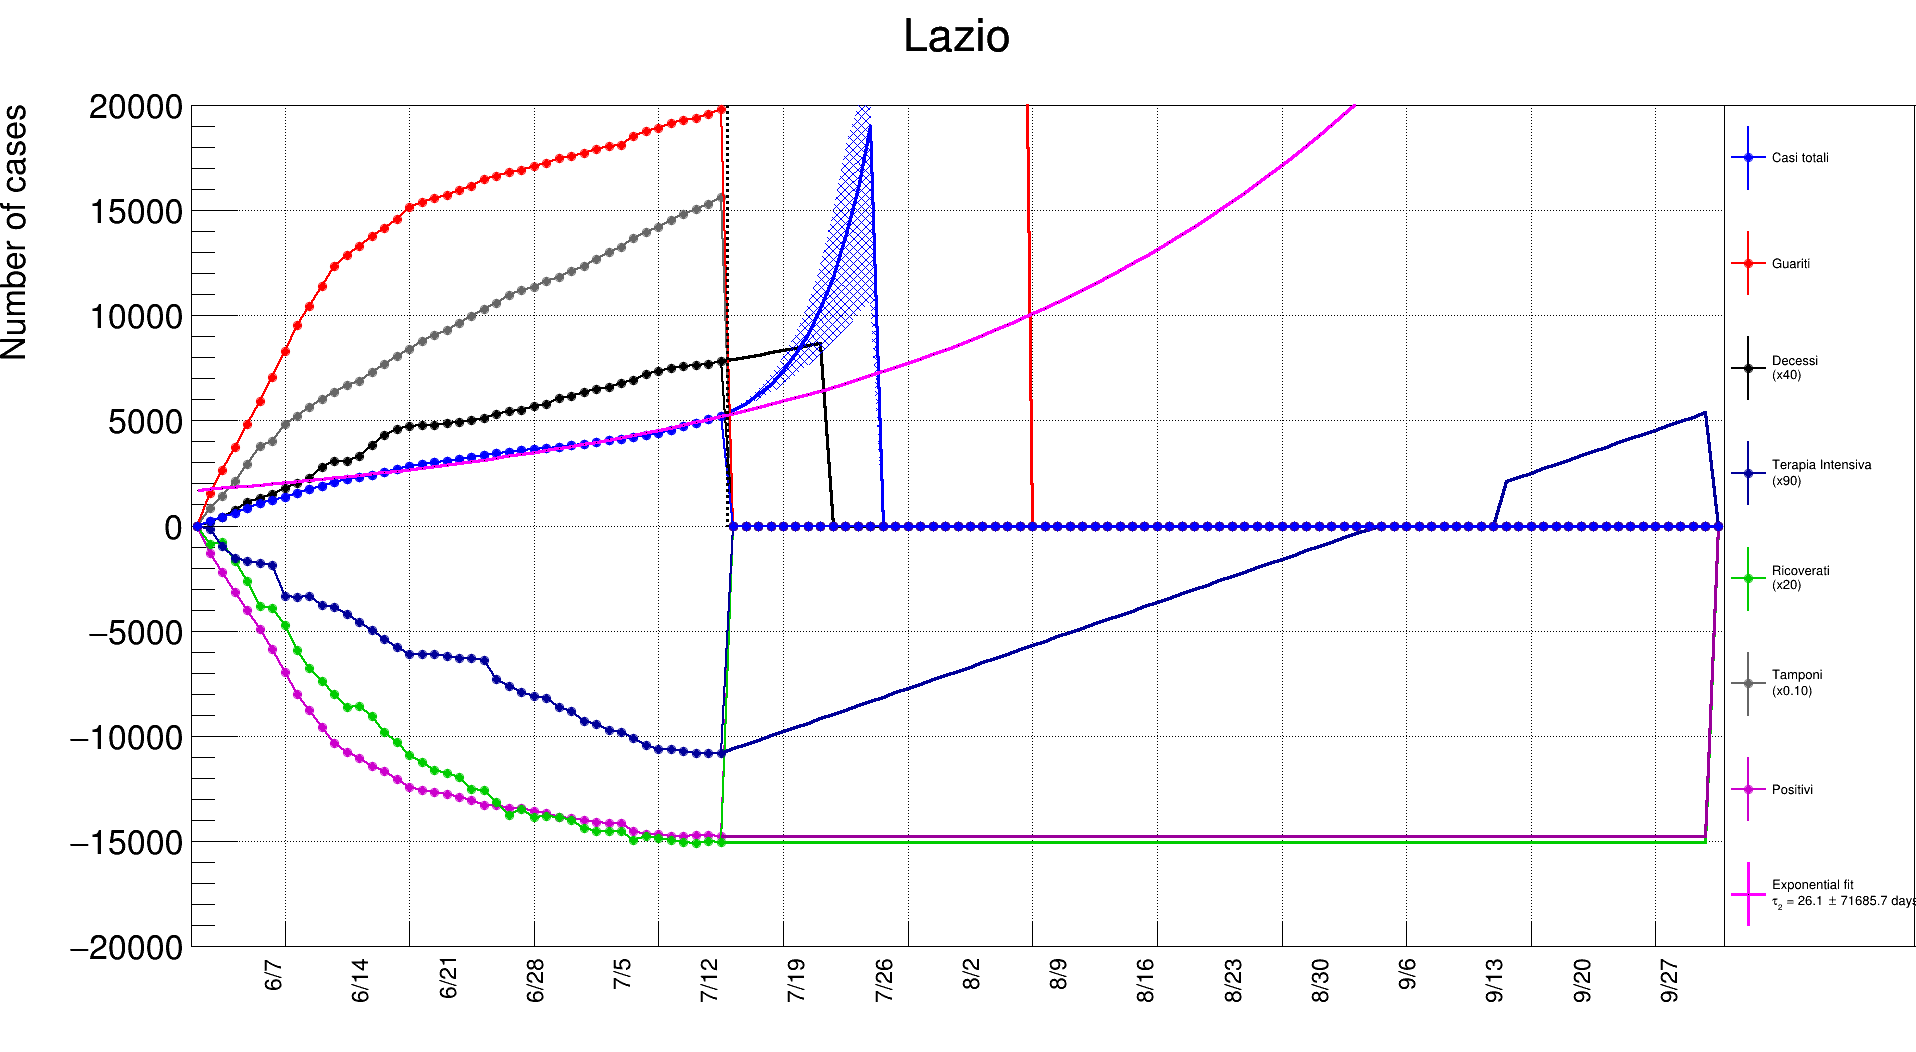 Lazio
Number of cases
20000
15000
10000
5000
0
−5000
−10000
−15000
−20000
6/7
6/14
6/21
6/28
7/5
7/12
7/19
7/26
8/2
8/9
8/16
8/23
8/30
9/6
9/13
9/20
9/27
Casi totali
Guariti
Decessi
(x40)
Terapia Intensiva
(x90)
Ricoverati
(x20)
Tamponi
(x0.10)
Positivi
Exponential fit
τ2 = 26.1 ± 71685.7 days